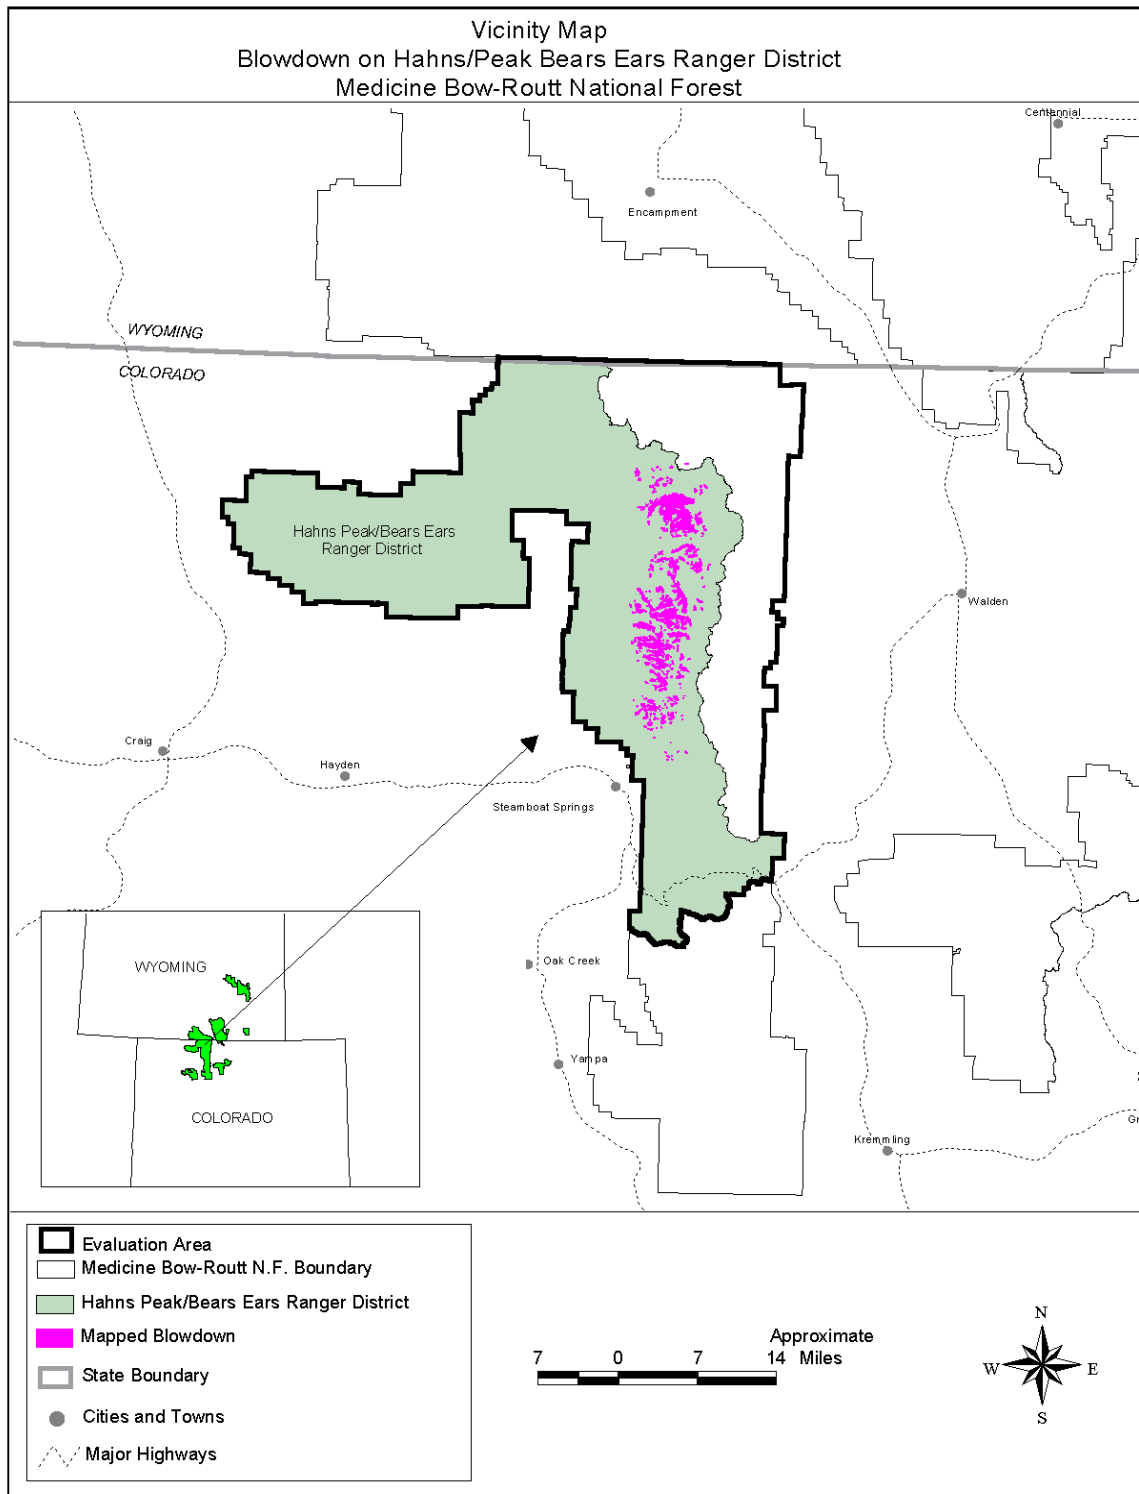 Vicinity Map
Blowdown on Hahns/Peak Bears Ears Ranger District
Medicine Bow-Routt National Forest
Centennial
Encampment
WYOMING
COLORADO
Hahns Peak/Bears Ears
Ranger District
Walden
Craig
Hayden
Steamboat Springs
Oak Creek
WYOMING
Yampa
COLORADO
Kremmling
Gr
Evaluation Area
Medicine Bow-Routt N.F. Boundary
Hahns Peak/Bears Ears Ranger District
Mapped Blowdown
State Boundary
Cities and Towns
Major Highways
Approximate
7 0 7 14 Miles
N
W E
S